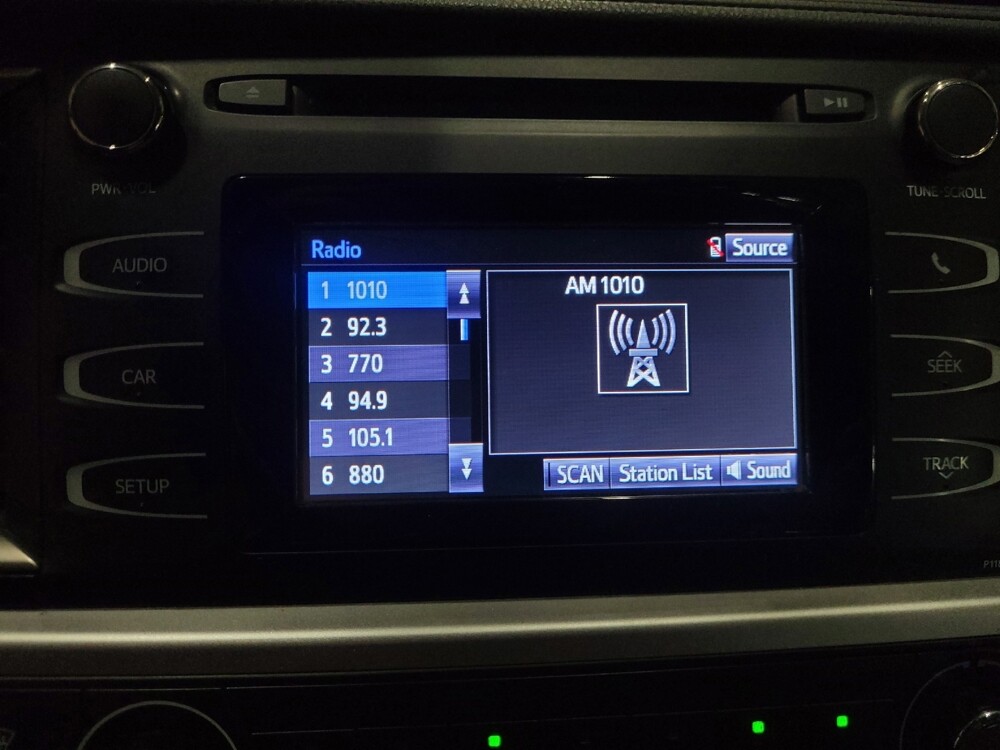 PWR·VOL
TUNE·SCROLL
AUDIO
CAR
SETUP
Radio
Source
1 1010
2 92.3
3 770
4 94.9
5 105.1
6 880
AM 1010
SCAN
Station List
Sound
SEEK
TRACK